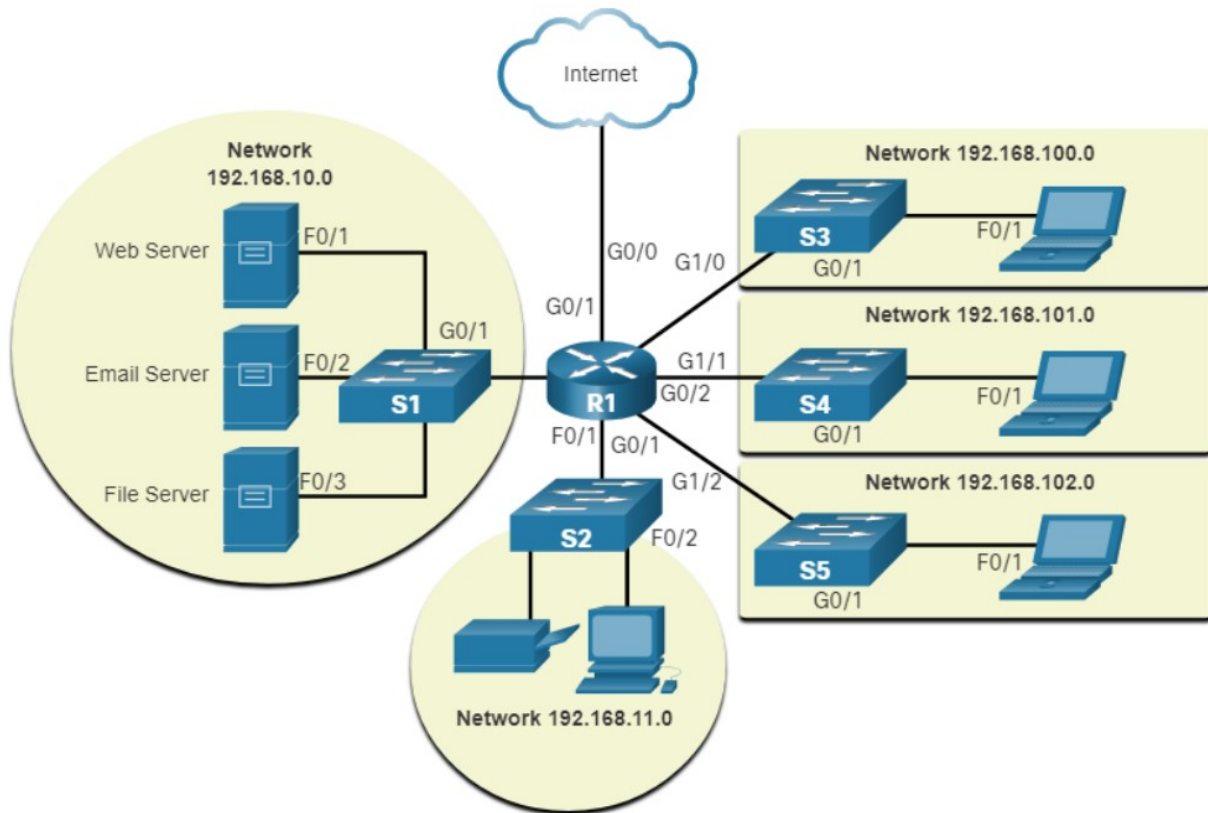 Internet
Network
192.168.10.0
Web Server
F0/1
Email Server
F0/2
File Server
F0/3
G0/1
S1
G0/0
G0/1
R1
G1/0
G1/1
G0/2
F0/1
G0/1
G1/2
S2
F0/2
Network 192.168.11.0
Network 192.168.100.0
S3
F0/1
G0/1
Network 192.168.101.0
S4
F0/1
G0/1
Network 192.168.102.0
S5
F0/1
G0/1